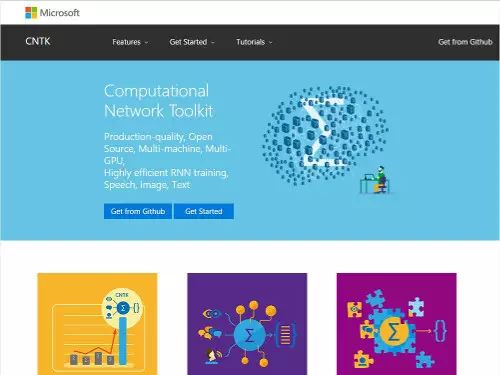 Microsoft
CNTK Features Get Started Tutorials Get from Github
Computational
Network Toolkit
Production-quality, Open
Source, Multi-machine, Multi-
GPU,
Highly efficient RNN training,
Speech, Image, Text
Get from Github Get Started
CNTK
Σ {}
Σ
Σ {}